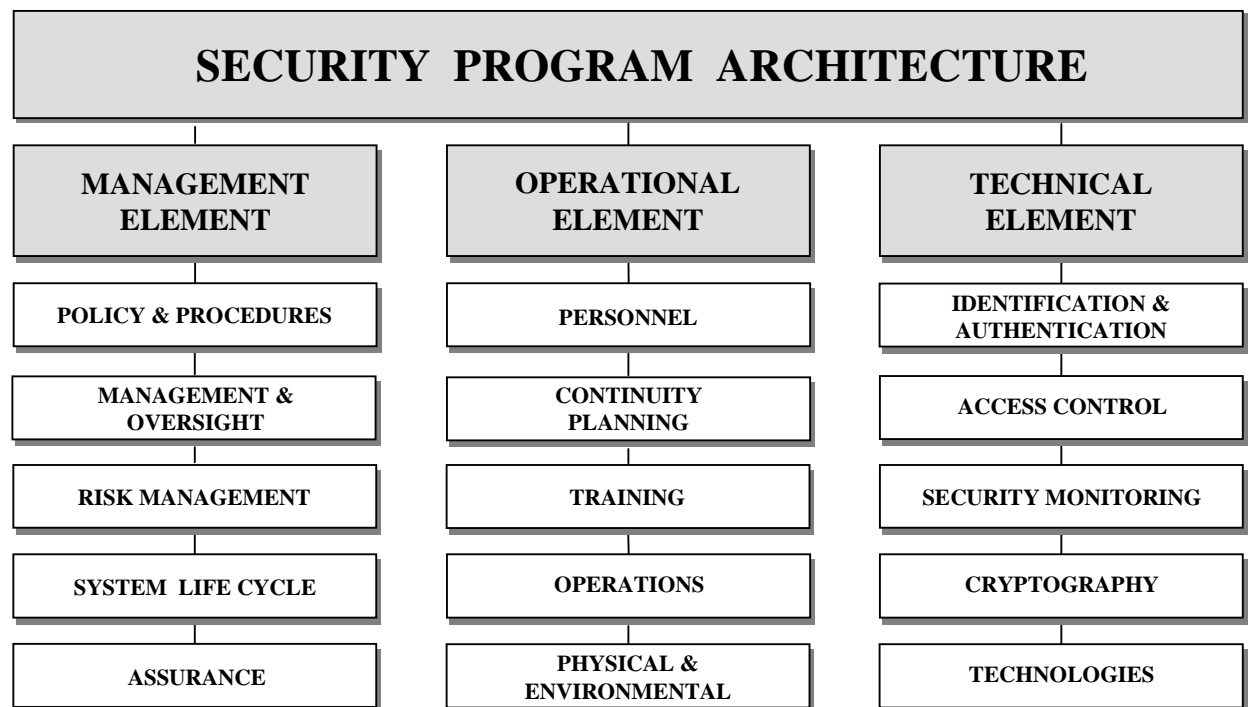 SECURITY PROGRAM ARCHITECTURE
MANAGEMENT
ELEMENT
POLICY & PROCEDURES
MANAGEMENT &
OVERSIGHT
RISK MANAGEMENT
SYSTEM LIFE CYCLE
ASSURANCE
OPERATIONAL
ELEMENT
PERSONNEL
CONTINUITY
PLANNING
TRAINING
OPERATIONS
PHYSICAL &
ENVIRONMENTAL
TECHNICAL
ELEMENT
IDENTIFICATION &
AUTHENTICATION
ACCESS CONTROL
SECURITY MONITORING
CRYPTOGRAPHY
TECHNOLOGIES